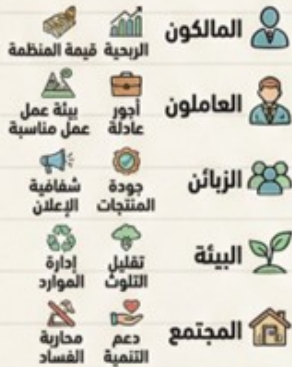 المالكون
الربحية
قيمة المنظمة
العاملون
أجور
عادلة
بيئة عمل
عمل مناسبة
الزبائن
جودة
المنتجات
شفافية
الإعلان
البيئة
تقليل
التلوث
إدارة
الموارد
المجتمع
دعم
التنمية
محاربة
الفساد